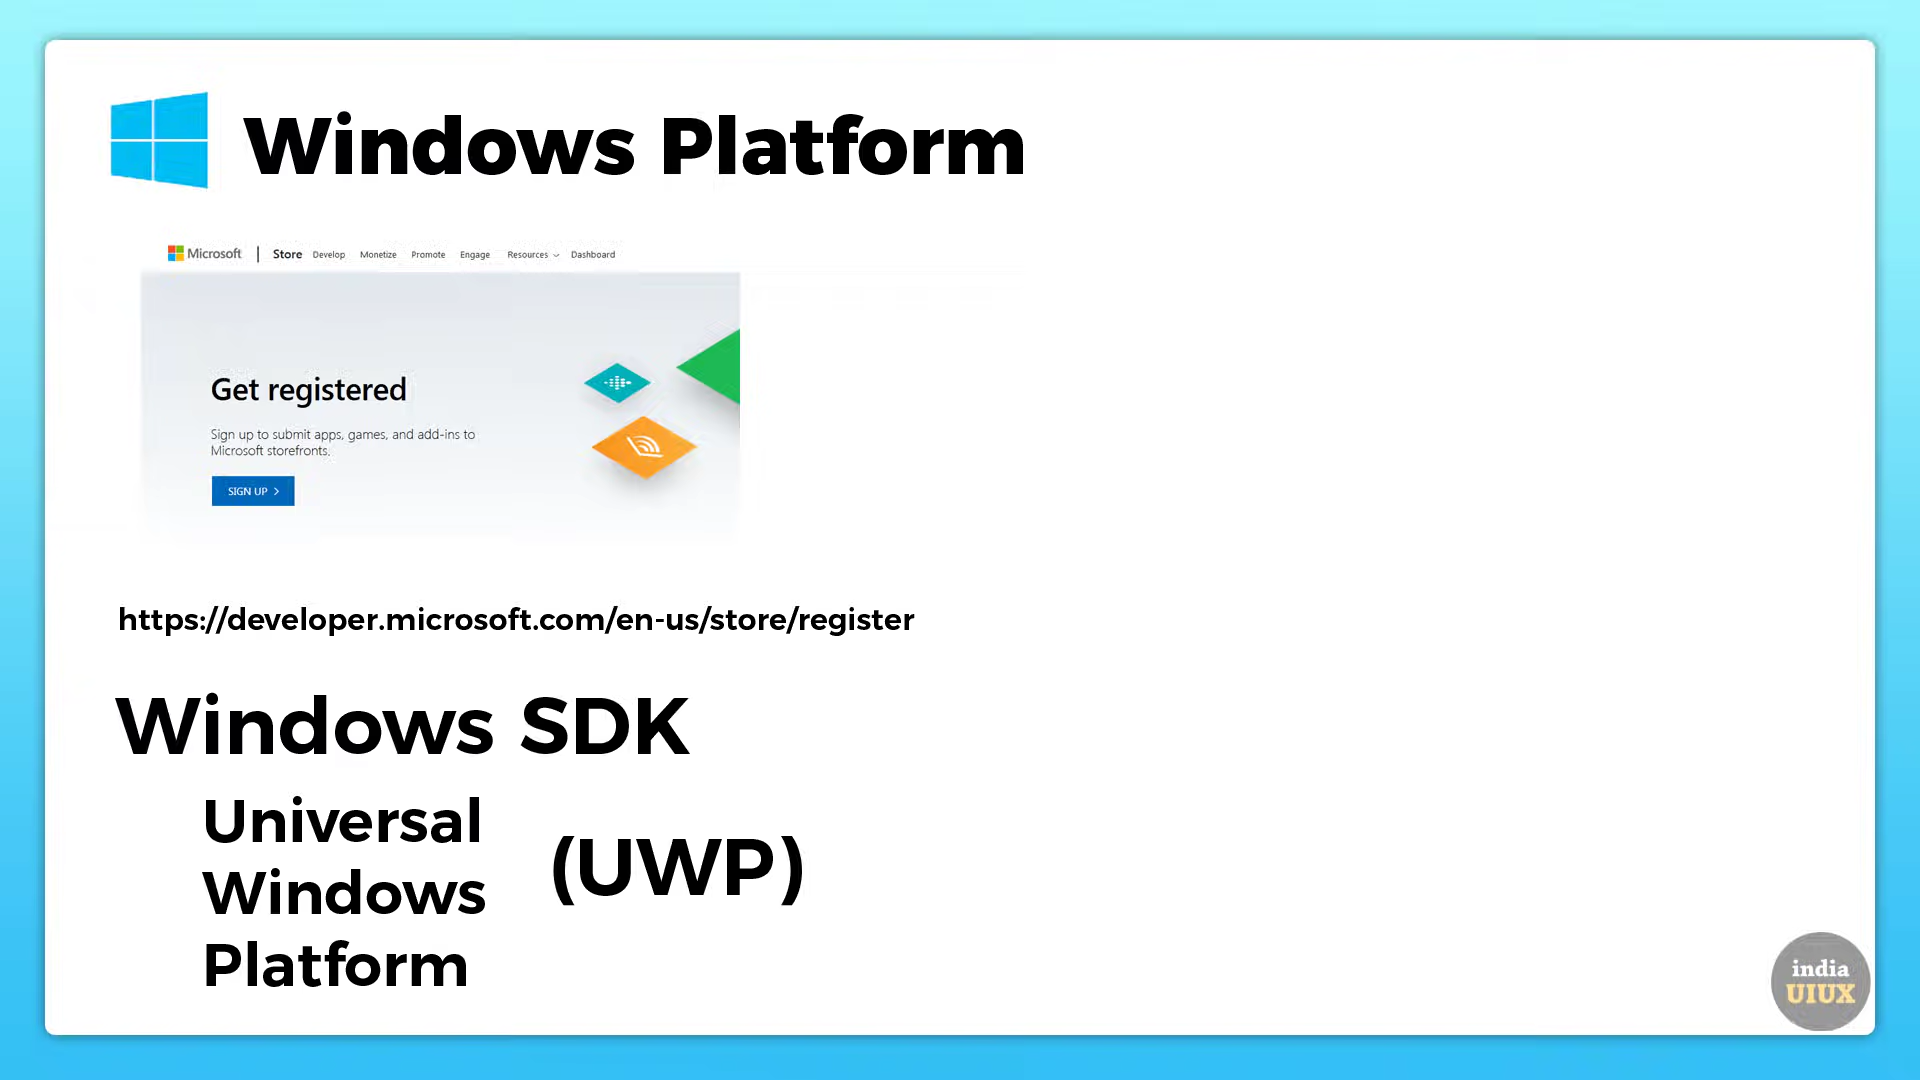 Windows Platform
Microsoft | Store Develop Monetize Promote Engage Resources Dashboard
Get registered
Sign up to submit apps, games, and add-ins to
Microsoft storefronts.
SIGN UP >
https://developer.microsoft.com/en-us/store/register
Windows SDK
Universal
Windows
Platform
(UWP)
india
UIUX